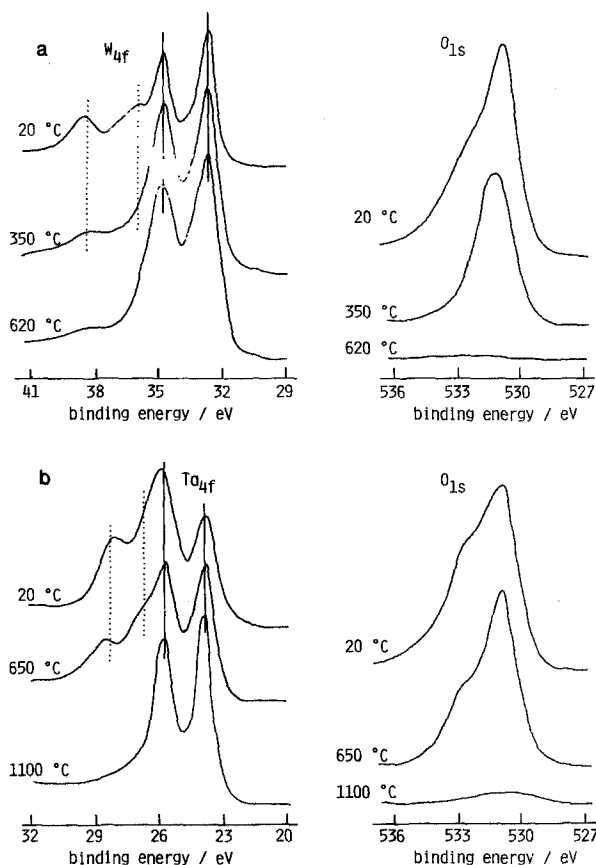 a
W4f
O1s
20 °C
20 °C
350 °C
350 °C
620 °C
620 °C
41 38 35 32 29
536 533 530 527
binding energy / eV
binding energy / eV
b
Ta4f
O1s
20 °C
20 °C
650 °C
650 °C
1100 °C
1100 °C
32 29 26 23 20
536 533 530 527
binding energy / eV
binding energy / eV